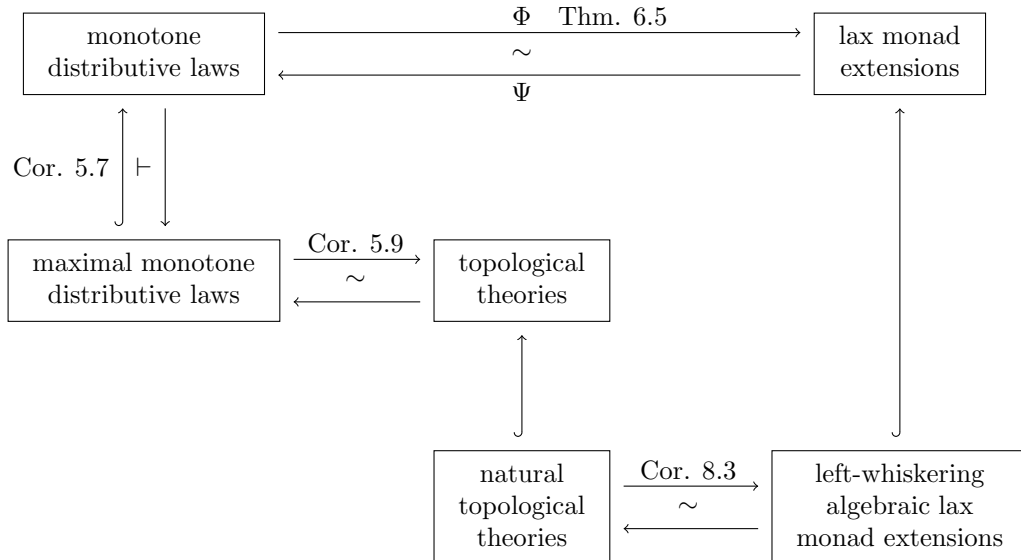 Φ Thm. 6.5
monotone
distributive laws
∼
lax monad
extensions
Ψ
Cor. 5.7 ⊢
maximal monotone
distributive laws
Cor. 5.9
∼
topological
theories
natural
topological
theories
Cor. 8.3
∼
left-whiskering
algebraic lax
monad extensions